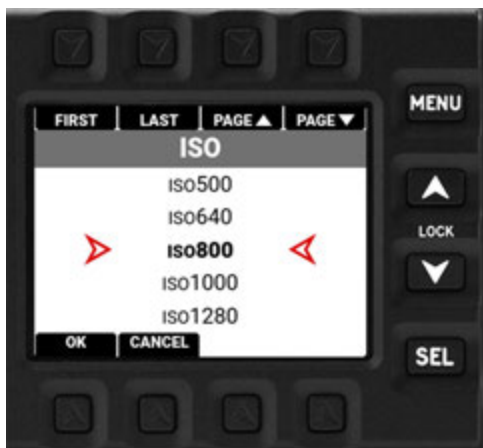 FIRST LAST PAGE▲ PAGE▼
MENU
ISO
ISO500
ISO640
LOCK
ISO800
ISO1000
ISO1280
OK CANCEL
SEL